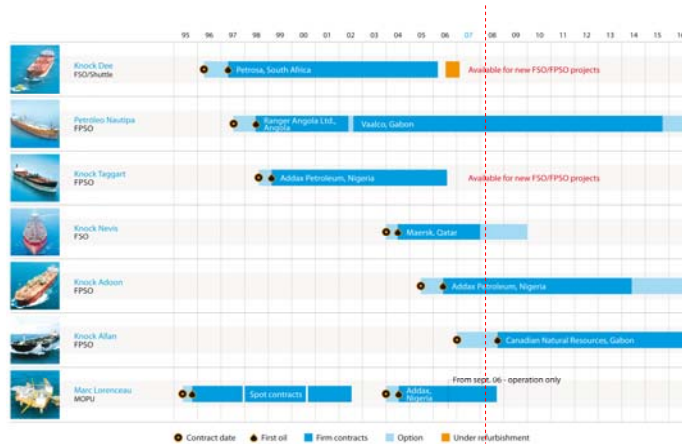 95 96 97 98 99 00 01 02 03 04 05 06 07 08 09 10 11 12 13 14 15 16
Knock Dee
FSO/Shuttle
Petrosa, South Africa
Available for new FSO/FPSO projects
Petroleo Nautipa
FPSO
Ranger Angola Ltd.,
Angola
Vaalco, Gabon
Knock Taggart
FPSO
Addax Petroleum, Nigeria
Available for new FSO/FPSO projects
Knock Nevis
FSO
Maersk, Qatar
Knock Adoon
FPSO
Addax Petroleum, Nigeria
Knock Allan
FPSO
Canadian Natural Resources, Gabon
From sept. 06 - operation only
Marc Lorenceau
MOPU
Spot contracts
Addax,
Nigeria
Contract date First oil Firm contracts Option Under refurbishment